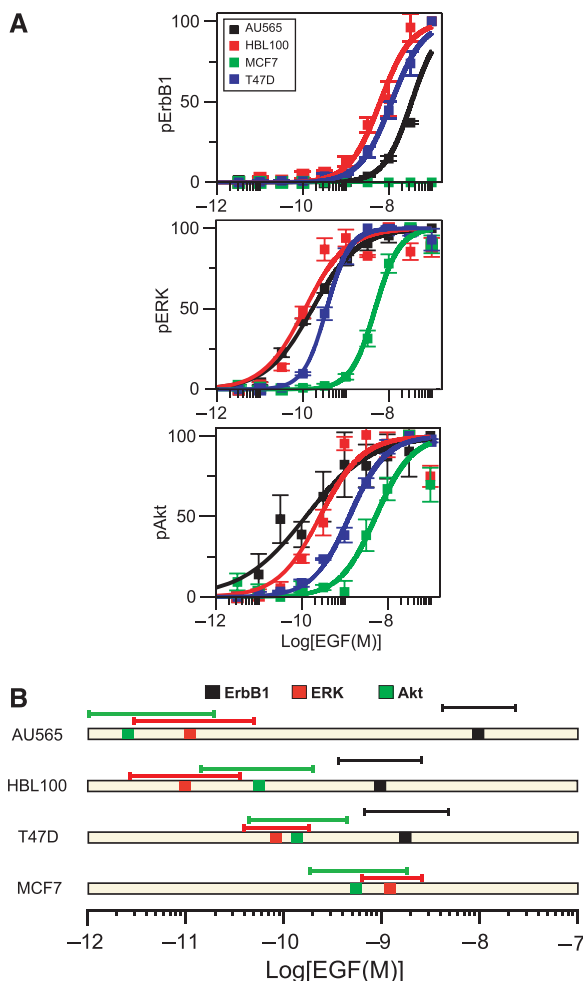 A
pErbB1
100
50
0
AU565
HBL100
MCF7
T47D
−12
−10
−8
pERK
100
50
0
−12
−10
−8
pAkt
100
50
0
−12
−10
−8
Log[EGF(M)]
B
ErbB1 ERK Akt
AU565
HBL100
T47D
MCF7
−12 −11 −10 −9 −8 −7
Log[EGF(M)]